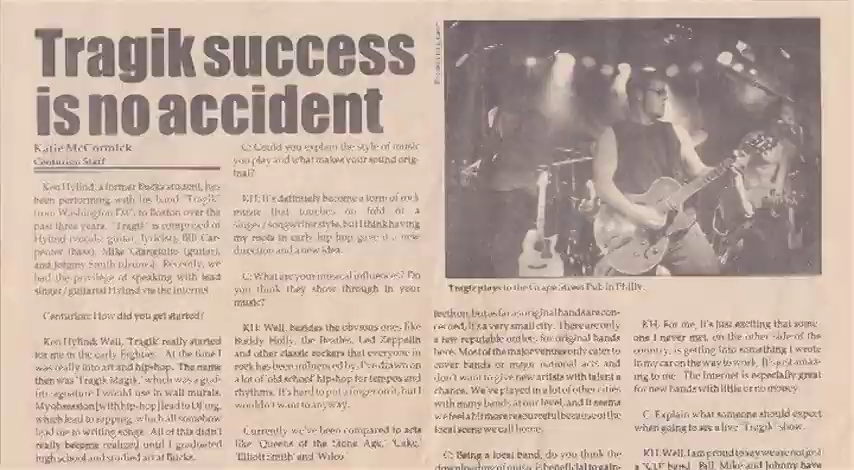 Tragik success
is no accident
Katie McCormick
Centurion Staff
Ken Hylind, a former Bucks student, has
been performing with his band "Tragik"
from Washington D.C. to Boston over the
past three years. "Tragik" is comprised of
Hylind (vocals, guitar, lyricist), Bill Car-
penter (bass), Mike (guitar),
and Johnny Smith (drums). Recently, we
had the privilege of speaking with lead
singer/guitarist Hylind via the internet.
Centurion: How did you get started?
Ken Hylind: Well, 'Tragik' really started
for me in the early Eighties. At the time I
was really into art and hip-hop. The name
then was 'Tragik Magik,' which was a graf-
iti signature I would use in wall murals.
My obsession with hip-hop lead to DJ'ing,
which lead to rapping, which all somehow
lead me to writing songs. All of this didn't
really become realized until I graduated
high school and studied art at Bucks.
C: Could you explain the style of music
you play and what makes your sound orig-
inal?
KH: It's definitely become a form of rock
music that touches on fold or a
singer/songwriter style, but I think having
my roots in early hip hop gave it a new
direction and a new idea.
C: What are your musical influences? Do
you think they show through in your
music?
KH: Well, besides the obvious ones like
Buddy Holly, the Beatles, Led Zeppelin
and other classic rockers that everyone in
rock has been influenced by, I've drawn on
a lot of 'old school' hip-hop for tempos and
rhythms. It's hard to put a finger on it, but I
wouldn't want to anyway.
Currently we've been compared to acts
like 'Queens of the Stone Age,' 'Cake,'
'Elliott Smith' and 'Wilco.'
Tragik plays to the Grape Street Pub in Philly.
but as far as original bands are con-
cerned, it's a very small city. There are only
a few reputable outlets for original bands
here. Most of the major venues only cater to
cover bands or major national acts and
don't want to give new artists with talent a
chance. We've played in a lot of other cities
with many bands at our level, and it seems
we feel a bit more resourceful because of the
local scene we call home.
C: Being a local band, do you think the
downloading of music is beneficial to gain-
KH: For me, it's just exciting that some
one I never met, on the other side of the
country, is getting into something I wrote
in my car on the way to work. It's just amaz-
ing to me. The Internet is especially great
for new bands with little or no money.
C: Explain what someone should expect
when going to see a live 'Tragik' show.
KH: Well, I am proud to say we are not just
a band. Bill, Mike and Johnny have